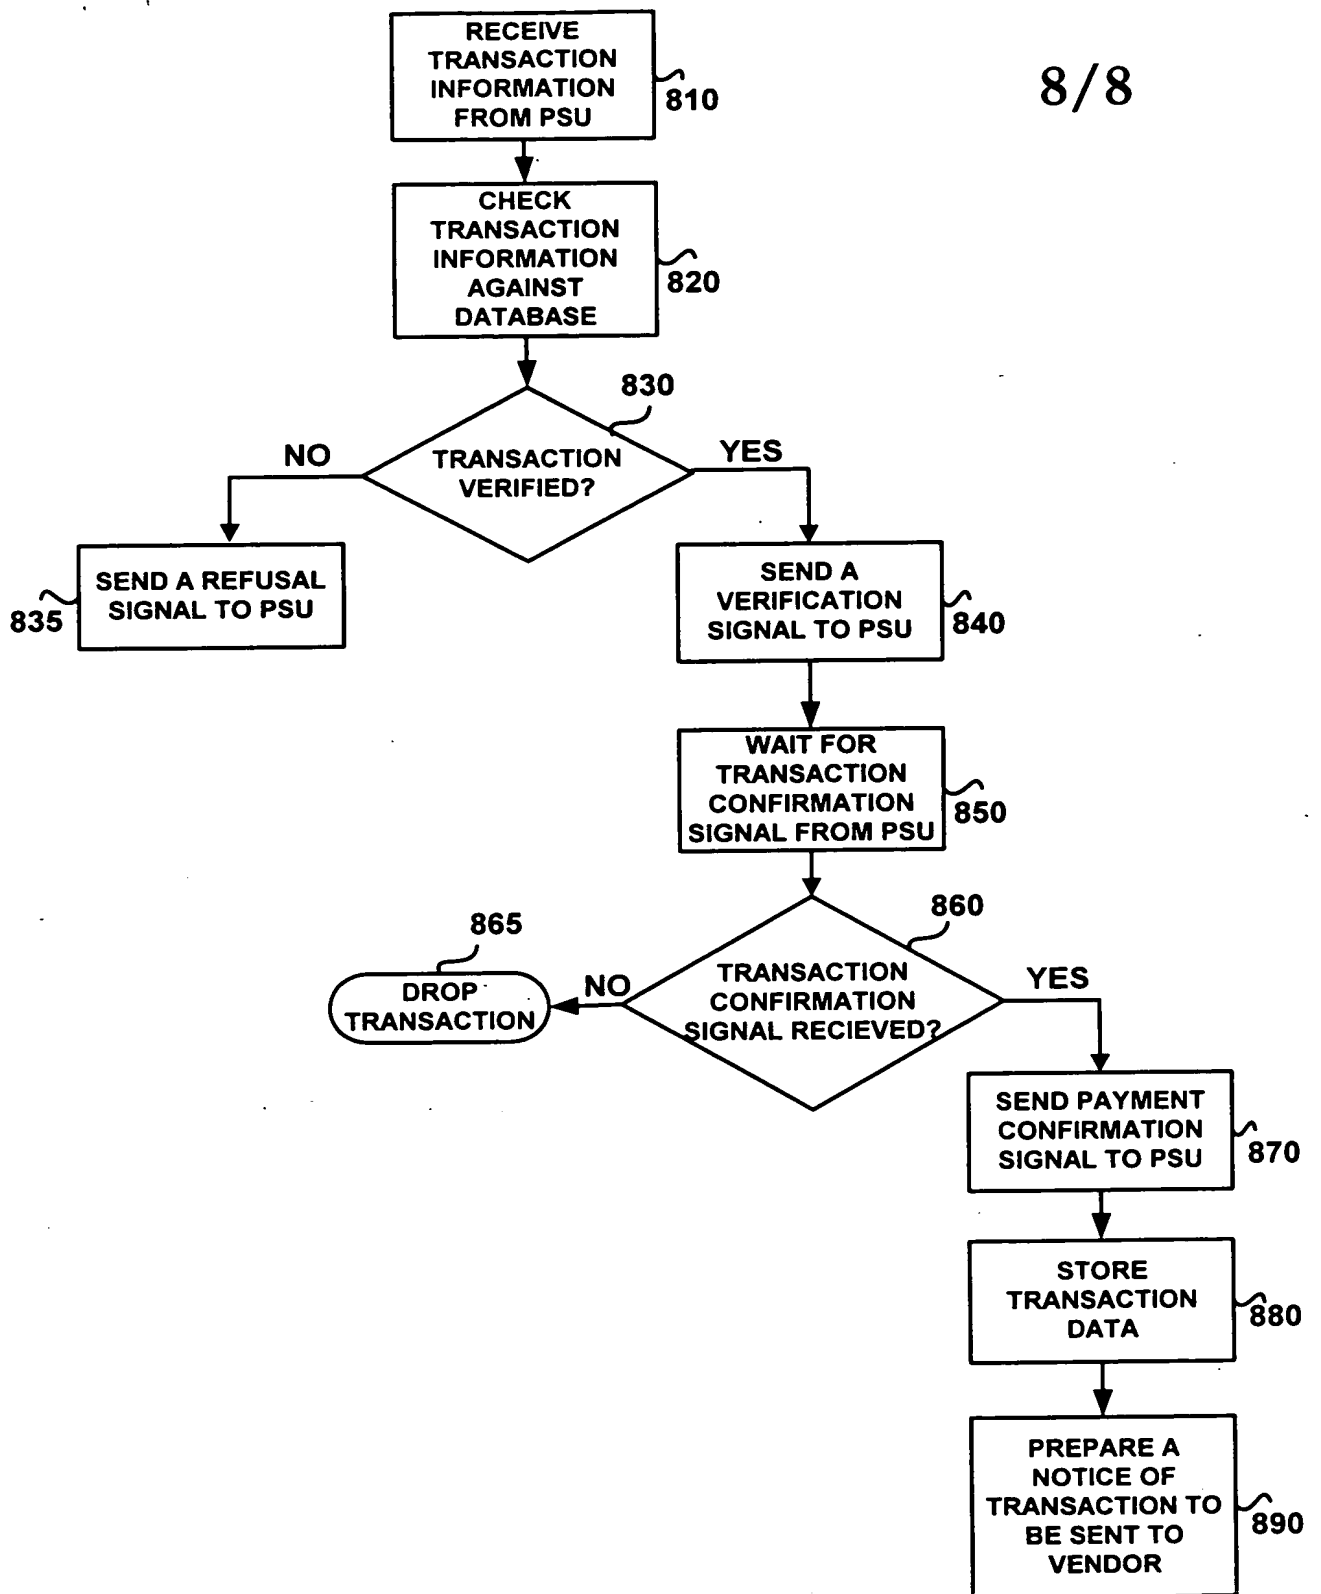 RECEIVE
TRANSACTION
INFORMATION
FROM PSU
810
8/8
CHECK
TRANSACTION
INFORMATION
AGAINST
DATABASE
820
830
TRANSACTION
VERIFIED?
NO
YES
SEND A REFUSAL
SIGNAL TO PSU
835
SEND A
VERIFICATION
SIGNAL TO PSU
840
WAIT FOR
TRANSACTION
CONFIRMATION
SIGNAL FROM PSU
850
860
865
DROP
TRANSACTION
NO
TRANSACTION
CONFIRMATION
SIGNAL RECIEVED?
YES
SEND PAYMENT
CONFIRMATION
SIGNAL TO PSU
870
STORE
TRANSACTION
DATA
880
PREPARE A
NOTICE OF
TRANSACTION TO
BE SENT TO
VENDOR
890